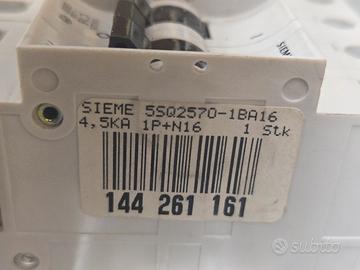 SIEME 5SQ2570-1BA16
4,5KA 1P+N16 1 Stk
144 261 161
subito